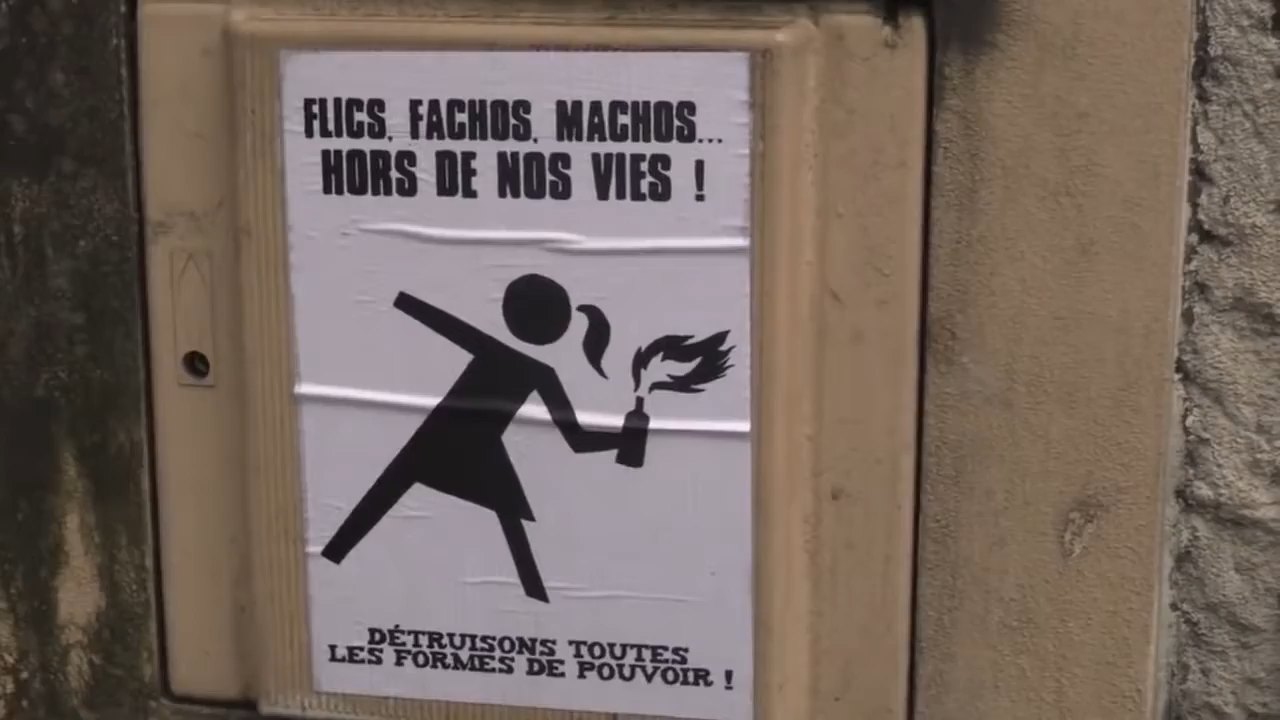 FLICS, FACHOS, MACHOS...
HORS DE NOS VIES !
DÉTRUISONS TOUTES
LES FORMES DE POUVOIR !